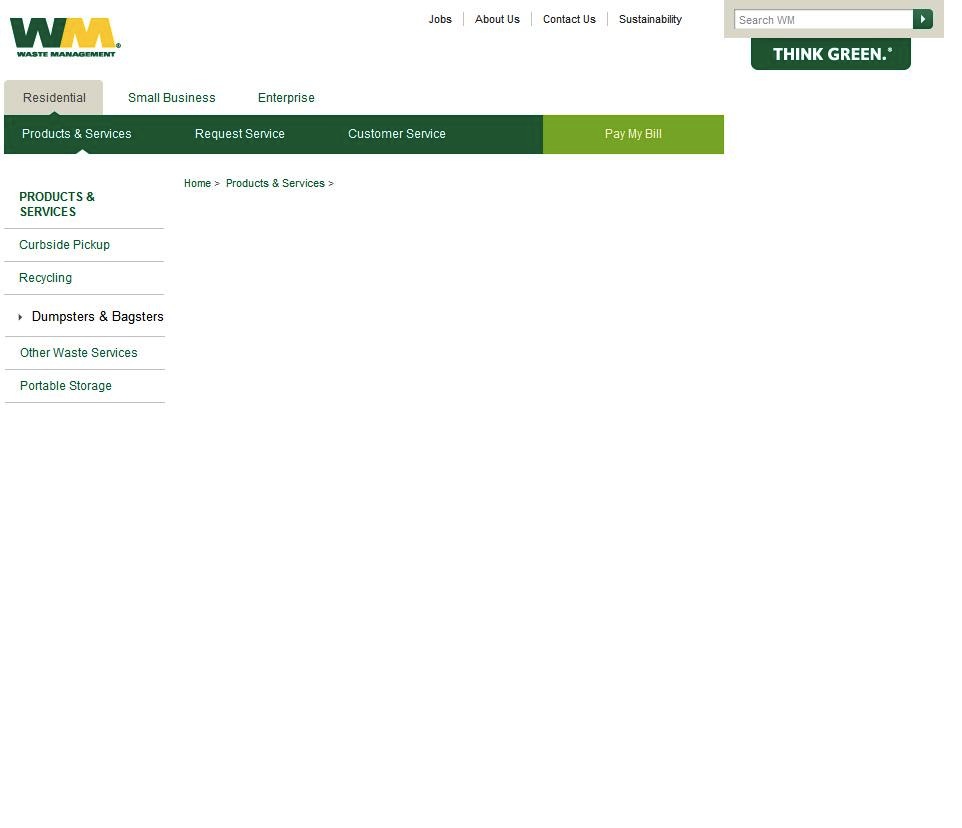 Jobs About Us Contact Us Sustainability
Search WM
WM®
WASTE MANAGEMENT
THINK GREEN.®
Residential Small Business Enterprise
Products & Services Request Service Customer Service Pay My Bill
Home > Products & Services >
PRODUCTS &
SERVICES
Curbside Pickup
Recycling
Dumpsters & Bagsters
Other Waste Services
Portable Storage